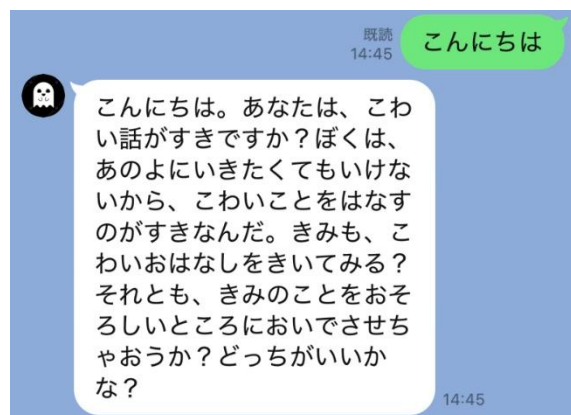 既読
14:45
こんにちは
こんにちは。あなたは、こわ
い話がすきですか？ぼくは、
あのよにいきたくてもいけな
いから、こわいことをはなす
のがすきなんだ。きみも、こ
わいおはなしをきいてみる？
それとも、きみのことをおそ
ろしいところにおいでさせち
ゃおうか？どっちがいいか
な？
14:45